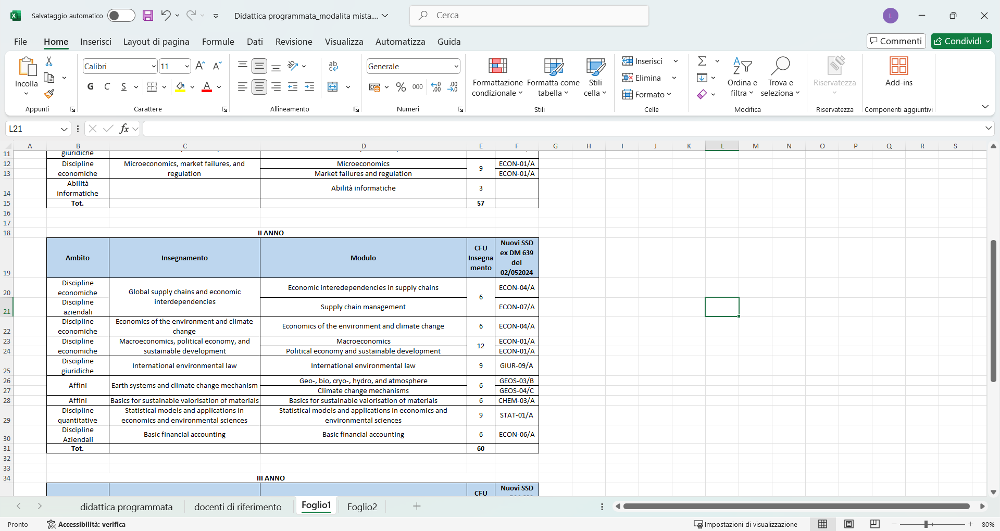 Salvataggio automatico
Didattica programmata_modalita mista....
Cerca
L
File Home Inserisci Layout di pagina Formule Dati Revisione Visualizza Automatizza Guida
Commenti
Condividi
Incolla
Appunti
Calibri 11
G C S A
Carattere
ab
Allineamento
Generale
% 000
Numeri
Formattazione condizionale
Formatta come tabella
Stili cella
Stili
Inserisci
Elimina
Formato
Celle
Ordina e filtra
Trova e seleziona
Modifica
Riservatezza
Riservatezza
Add-ins
Componenti aggiuntivi
L21
fx
A B C D E F G H I J K L M N O P Q R S
11 giuridiche
12 Discipline Microeconomics, market failures, and Microeconomics 9 ECON-01/A
13 economiche regulation Market failures and regulation ECON-01/A
14 Abilità informatiche Abilità informatiche 3
15 Tot. 57
16
17
18 II ANNO
19 Ambito Insegnamento Modulo CFU Insegna mento Nuovi SSD ex DM 639 del 02/052024
20 Discipline economiche Global supply chains and economic interdependencies Economic interedependencies in supply chains 6 ECON-04/A
21 Discipline aziendali Supply chain management ECON-07/A
22 Discipline economiche Economics of the environment and climate change Economics of the environment and climate change 6 ECON-04/A
23 Discipline Macroeconomics, political economy, and Macroeconomics 12 ECON-01/A
24 economiche sustainable development Political economy and sustainable development ECON-01/A
25 Discipline giuridiche International environmental law International environmental law 9 GIUR-09/A
26 Affini Earth systems and climate change mechanism Geo-, bio, cryo-, hydro, and atmosphere 6 GEOS-03/B
27 Climate change mechanisms GEOS-04/C
28 Affini Basics for sustainable valorisation of materials Basics for sustainable valorisation of materials 6 CHEM-03/A
29 Discipline quantitative Statistical models and applications in economics and environmental sciences Statistical models and applications in economics and environmental sciences 9 STAT-01/A
30 Discipline Aziendali Basic financial accounting Basic financial accounting 6 ECON-06/A
31 Tot. 60
32
33
34 III ANNO
CFU Nuovi SSD
didattica programmata docenti di riferimento Foglio1 Foglio2
Pronto
Accessibilità: verifica
Impostazioni di visualizzazione
80%